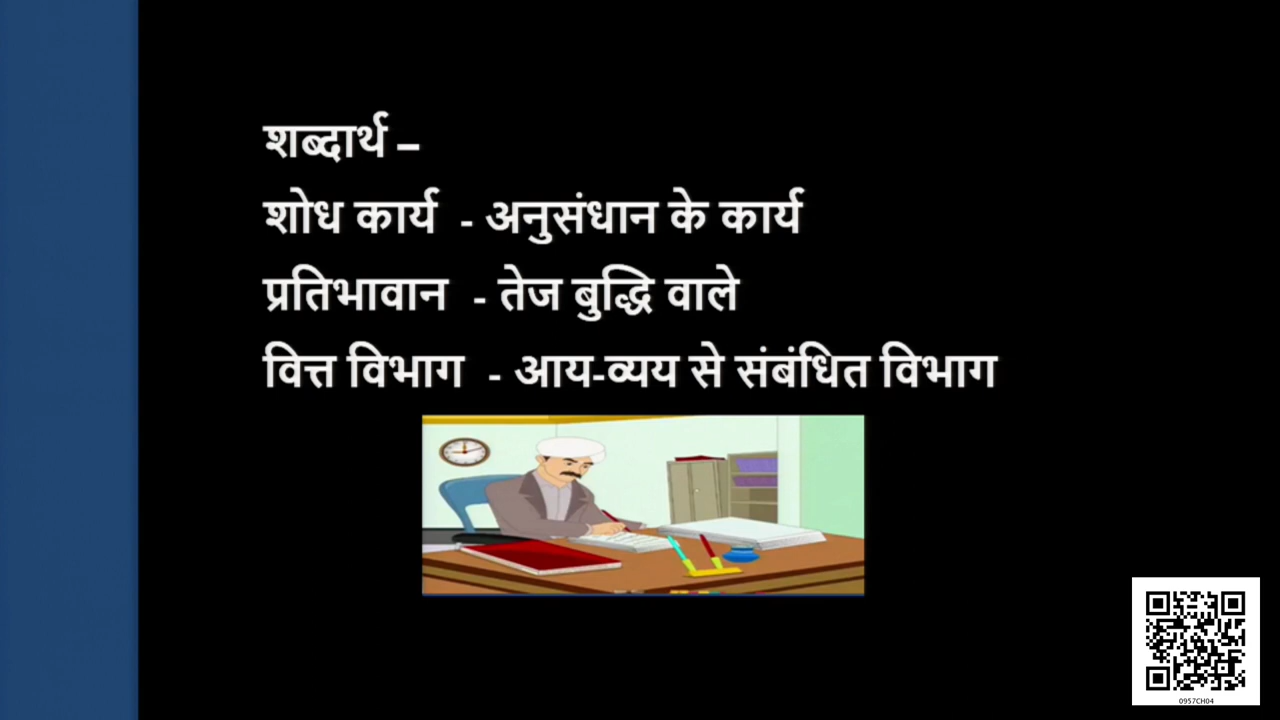 शब्दार्थ –
शोध कार्य - अनुसंधान के कार्य
प्रतिभावान - तेज बुद्धि वाले
वित्त विभाग - आय-व्यय से संबंधित विभाग
0957CH04